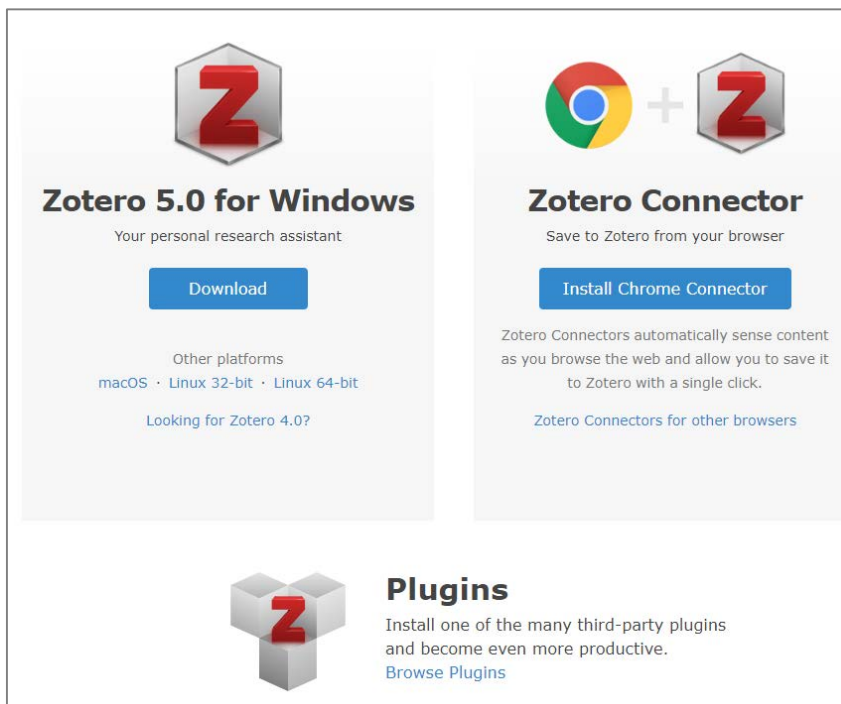 Zotero 5.0 for Windows
Your personal research assistant
Download
Other platforms
macOS · Linux 32-bit · Linux 64-bit
Looking for Zotero 4.0?
Zotero Connector
Save to Zotero from your browser
Install Chrome Connector
Zotero Connectors automatically sense content
as you browse the web and allow you to save it
to Zotero with a single click.
Zotero Connectors for other browsers
Plugins
Install one of the many third-party plugins
and become even more productive.
Browse Plugins